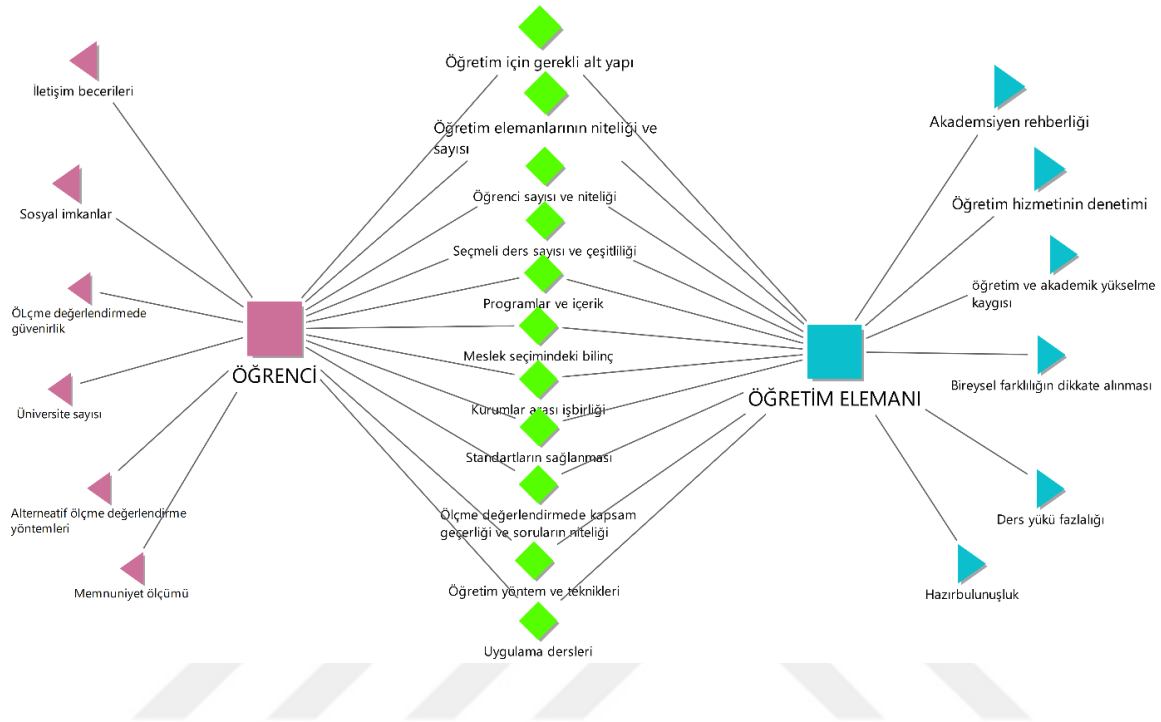 İletişim becerileri
Sosyal imkanlar
ÖLçme değerlendirmede
güvenirlik
Üniversite sayısı
Alterneatif ölçme değerlendirme
yöntemleri
Memnuniyet ölçümü
ÖĞRENCİ
Öğretim için gerekli alt yapı
Öğretim elemanlarının niteliği ve
sayısı
Öğrenci sayısı ve niteliği
Seçmeli ders sayısı ve çeşitliliği
Programlar ve içerik
Meslek seçimindeki bilinç
Kurumlar arası işbirliği
Standartların sağlanması
Ölçme değerlendirmede kapsam
geçerliği ve soruların niteliği
Öğretim yöntem ve teknikleri
Uygulama dersleri
ÖĞRETİM ELEMANI
Akademsiyen rehberliği
Öğretim hizmetinin denetimi
öğretim ve akademik yükselme
kaygısı
Bireysel farklılığın dikkate alınması
Ders yükü fazlalığı
Hazırbulunuşluk